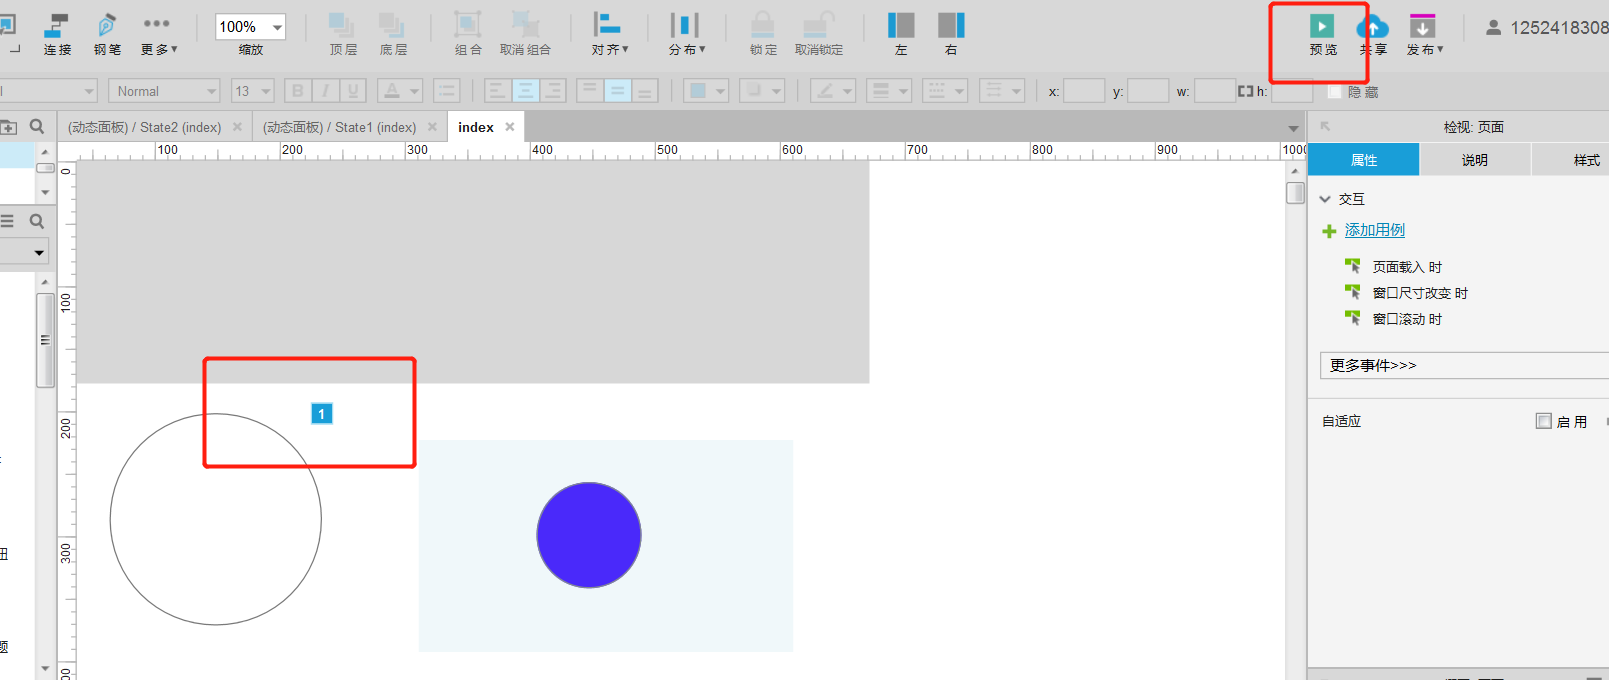 100%
连接 钢笔 更多▾ 缩放 顶层 底层 组合 取消组合 对齐▾ 分布▾ 锁定 取消锁定 左 右 预览 共享 发布▾ 1252418308
Normal 13 B I U A x: y: w: h: 隐藏
(动态面板) / State2 (index) × (动态面板) / State1 (index) × index × 检视: 页面
100 200 300 400 500 600 700 800 900 1000
属性 说明 样式
0
交互
添加用例
页面载入 时
窗口尺寸改变 时
100
窗口滚动 时
更多事件>>>
1
200
自适应 启用
300
题